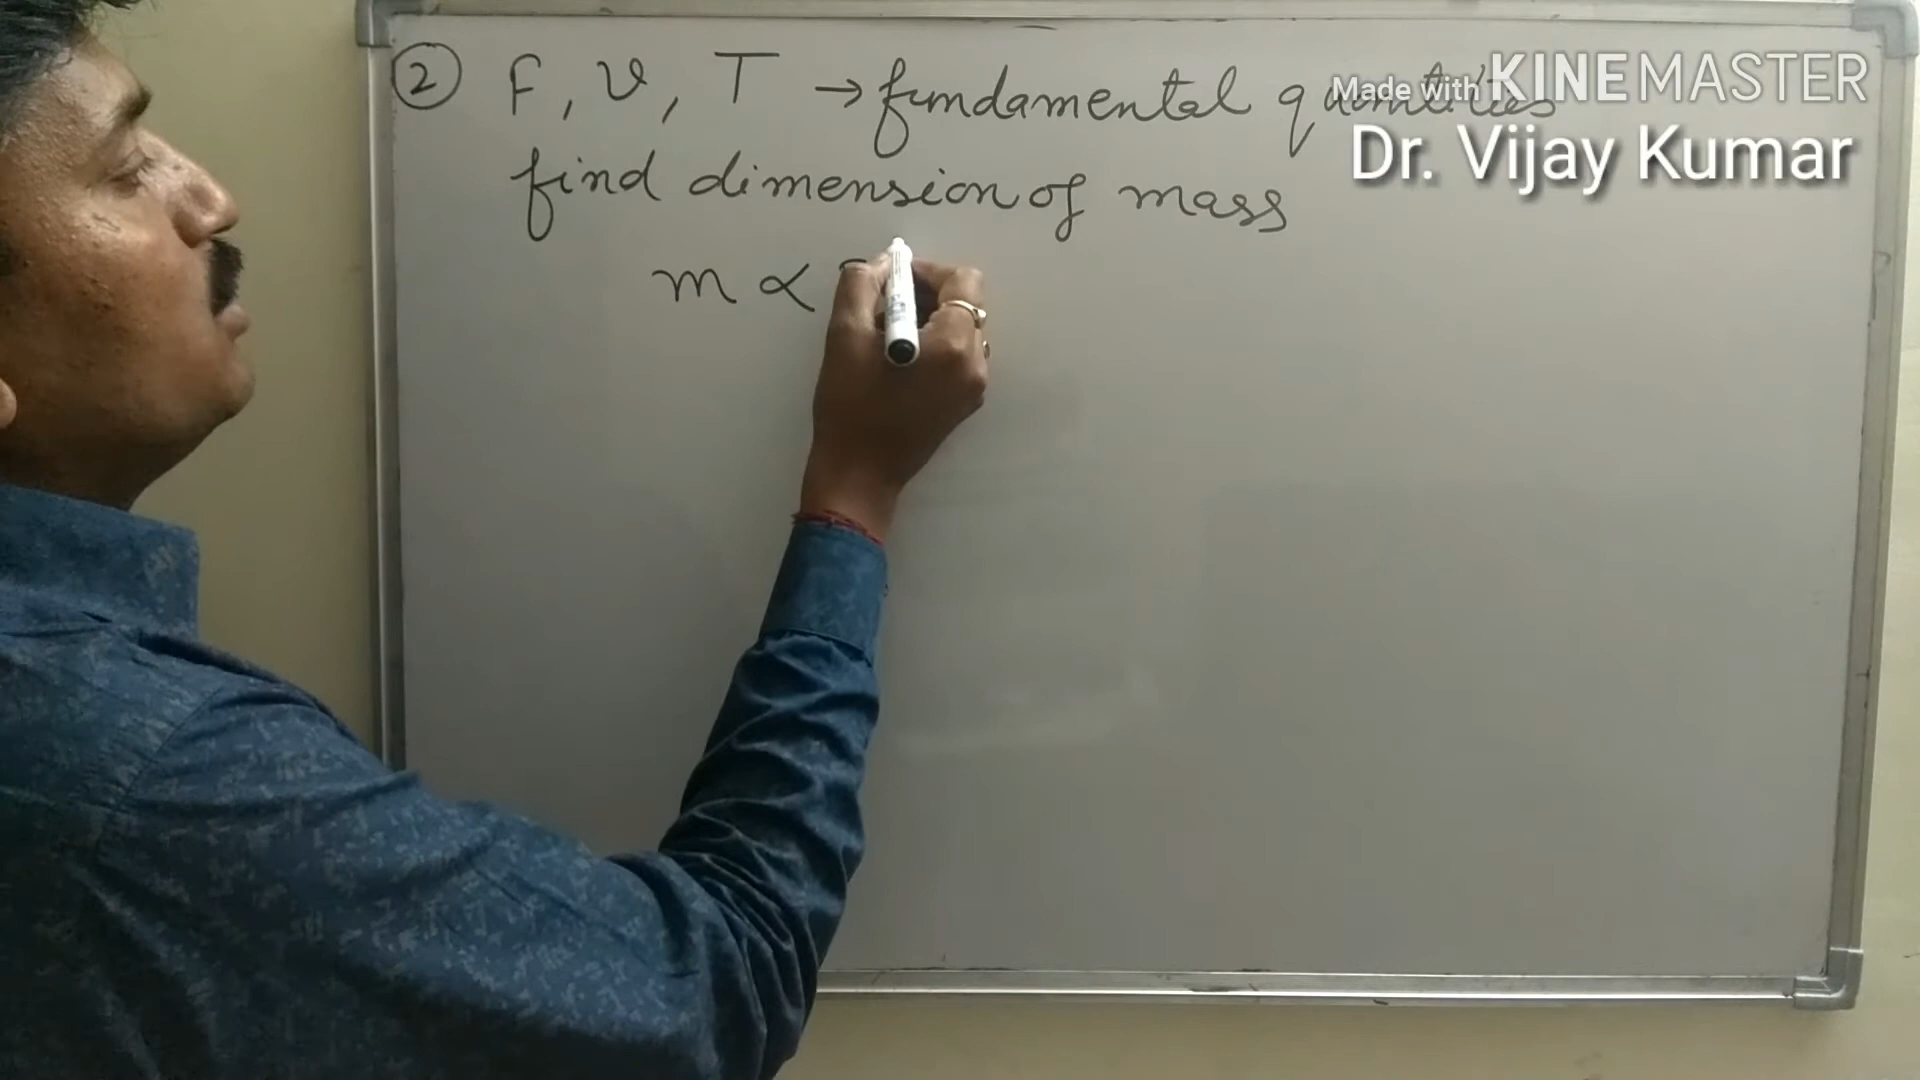 ② F, v, T → fundamental quantities
Made with KINEMASTER
Dr. Vijay Kumar
find dimension of mass
m ∝